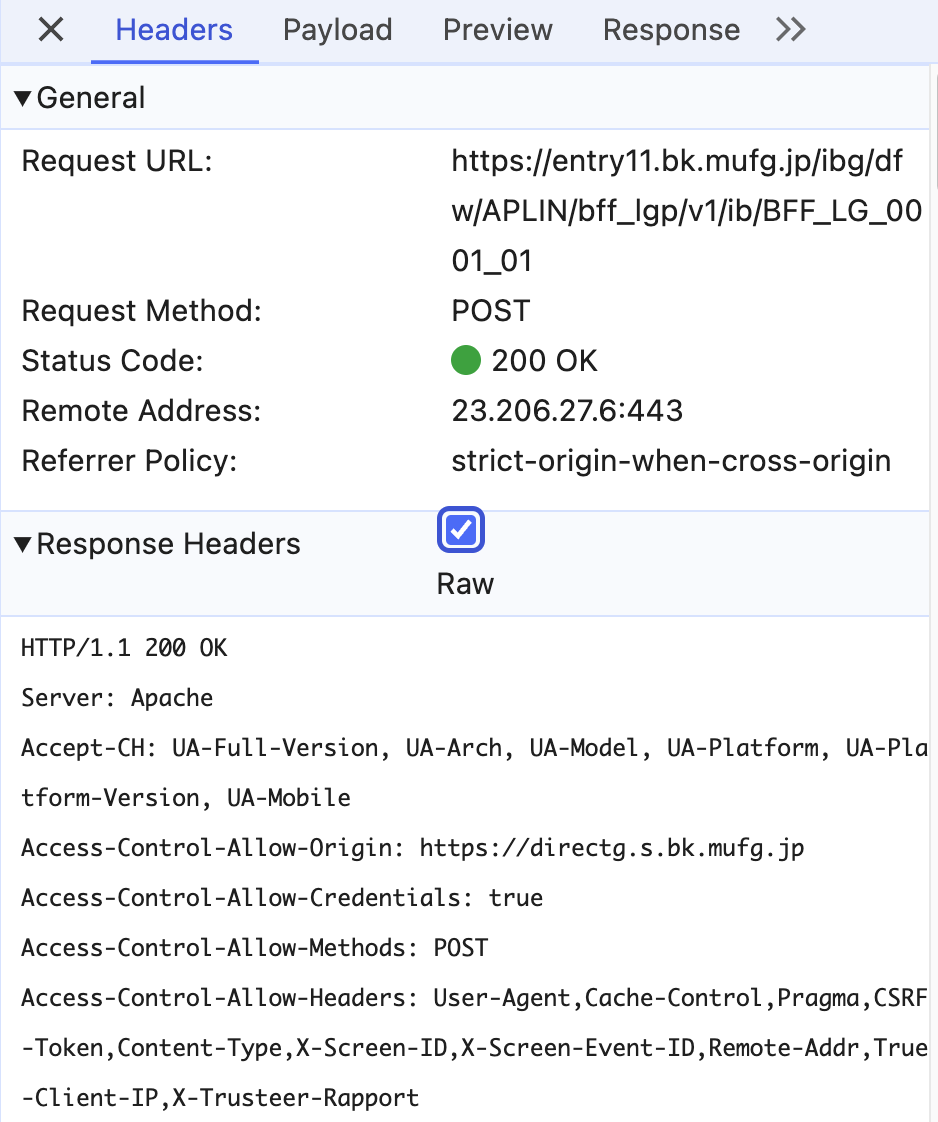 Headers Payload Preview Response
General
Request URL: https://entry11.bk.mufg.jp/ibg/df
w/APLIN/bff_lgp/v1/ib/BFF_LG_00
01_01
Request Method: POST
Status Code: 200 OK
Remote Address: 23.206.27.6:443
Referrer Policy: strict-origin-when-cross-origin
Response Headers
Raw
HTTP/1.1 200 OK
Server: Apache
Accept-CH: UA-Full-Version, UA-Arch, UA-Model, UA-Platform, UA-Pla
tform-Version, UA-Mobile
Access-Control-Allow-Origin: https://directg.s.bk.mufg.jp
Access-Control-Allow-Credentials: true
Access-Control-Allow-Methods: POST
Access-Control-Allow-Headers: User-Agent,Cache-Control,Pragma,CSRF
-Token,Content-Type,X-Screen-ID,X-Screen-Event-ID,Remote-Addr,True
-Client-IP,X-Trusteer-Rapport